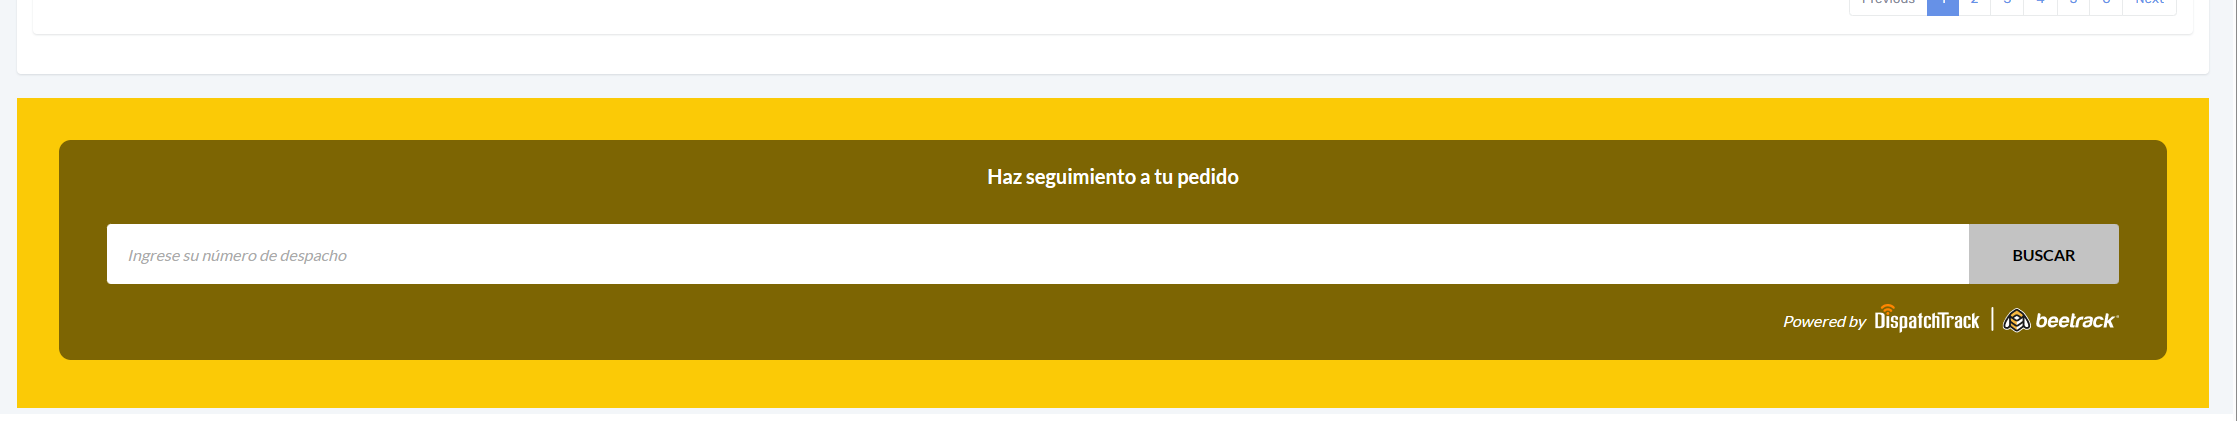 Previous 1 2 3 4 5 6 Next
Haz seguimiento a tu pedido
Ingrese su número de despacho
BUSCAR
Powered by DispatchTrack | beetrack